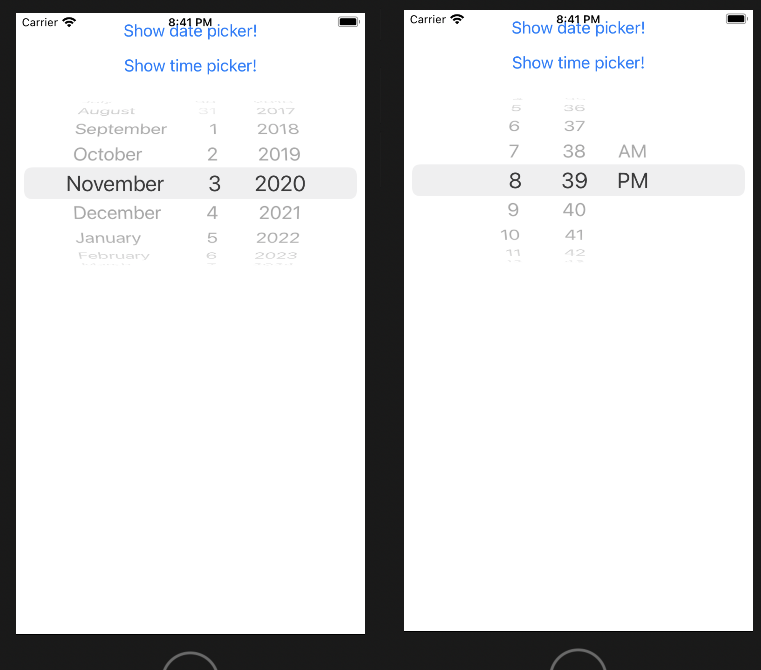 Carrier 8:41 PM
Show date picker!
Show time picker!
August 31 2017
September 1 2018
October 2 2019
November 3 2020
December 4 2021
January 5 2022
February 6 2023
Carrier 8:41 PM
Show date picker!
Show time picker!
5 36
6 37
7 38 AM
8 39 PM
9 40
10 41
11 42